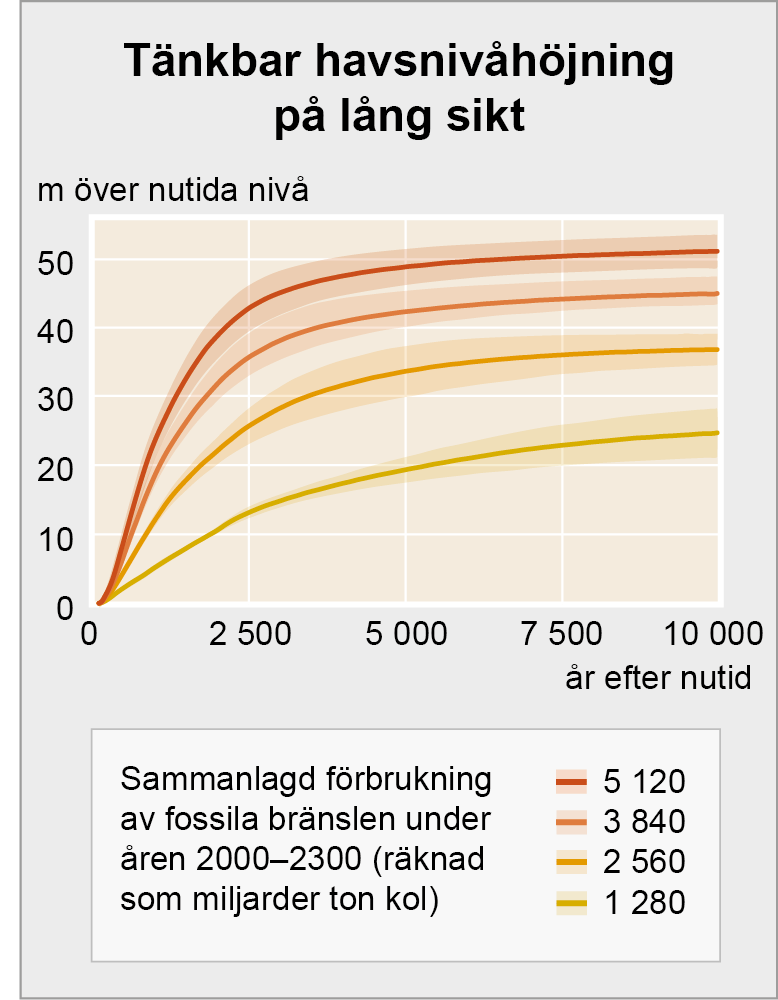 Tänkbar havsnivåhöjning
på lång sikt
m över nutida nivå
50
40
30
20
10
0
0 2 500 5 000 7 500 10 000
år efter nutid
Sammanlagd förbrukning
av fossila bränslen under
åren 2000–2300 (räknad
som miljarder ton kol)
5 120
3 840
2 560
1 280